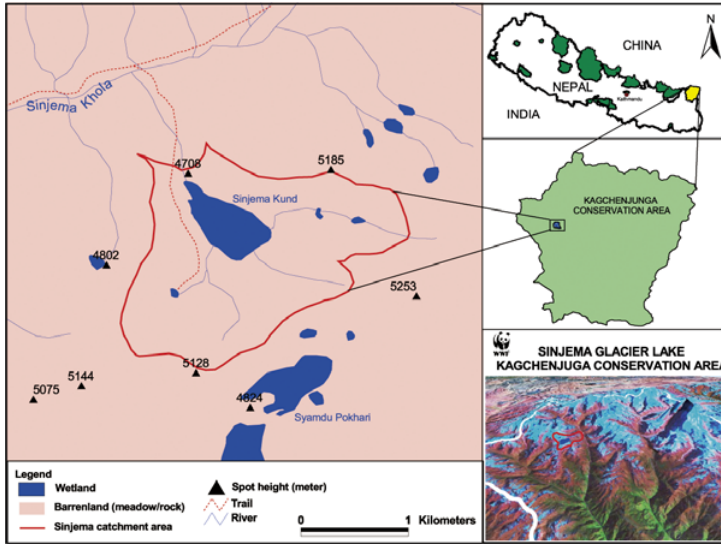 Sinjema Khola
4708
5185
Sinjema Kund
4802
5253
5128
5144
5075
4824
Syamdu Pokhari
Legend
Wetland
Barrenland (meadow/rock)
Sinjema catchment area
Spot height (meter)
Trail
River
0 1 Kilometers
N
CHINA
NEPAL
Kathmandu
INDIA
KAGCHENJUNGA
CONSERVATION AREA
WWF
SINJEMA GLACIER LAKE
KAGCHENJUGA CONSERVATION AREA